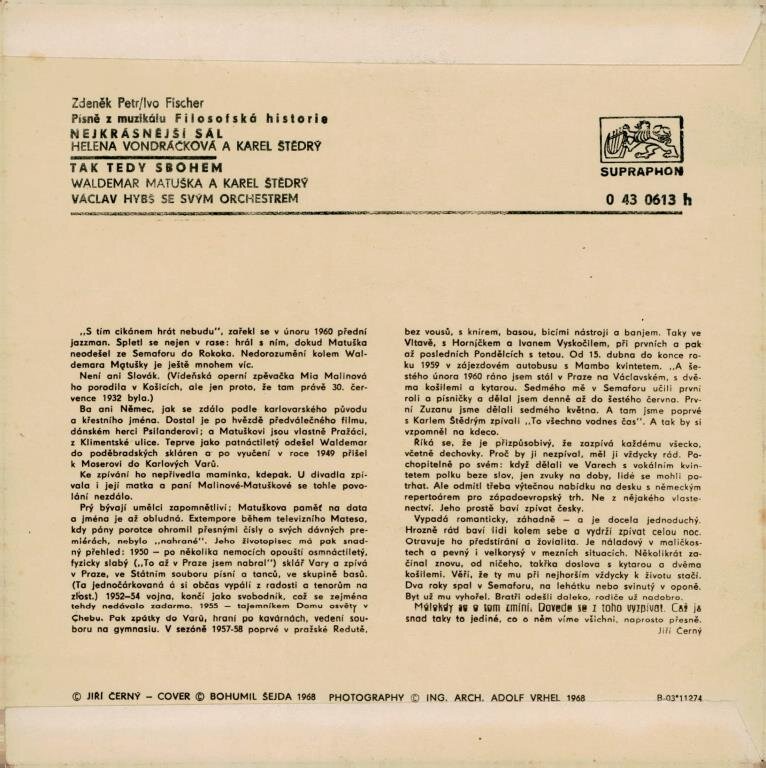 Zdeněk Petr/Ivo Fischer
Písně z muzikálu Filosofská historie
NEJKRÁSNĚJŠÍ SÁL
HELENA VONDRÁČKOVÁ A KAREL ŠTĚDRÝ
TAK TEDY SBOHEM
WALDEMAR MATUŠKA A KAREL ŠTĚDRÝ
VÁCLAV HYBŠ SE SVÝM ORCHESTREM
SUPRAPHON
0 43 0613 h
„S tím cikánem hrát nebudu", zařekl se v únoru 1960 přední
jazzman. Spletl se nejen v rase: hrál s ním, dokud Matuška
neodešel ze Semaforu do Rokoka. Nedorozumění kolem Wal-
demara Matušky je ještě mnohem víc.
Není ani Slovák. (Vídeňská operní zpěvačka Mia Malinová
ho porodila v Košicích, ale jen proto, že tam právě 30. čer-
vence 1932 byla.)
Ba ani Němec, jak se zdálo podle karlovarského původu
a křestního jména. Dostal je po hvězdě předválečného filmu,
dánském herci Psilanderovi; a Matuškovi jsou vlastně Pražáci,
z Klimentské ulice. Teprve jako patnáctiletý odešel Waldemar
do poděbradských skláren a po vyučení v roce 1949 přišel
k Moserovi do Karlových Varů.
Ke zpívání ho nepřivedla maminka, kdepak. U divadla zpí-
vala i její matka a paní Malinové-Matuškové se tohle povo-
lání nezdálo.
Prý bývají umělci zapomnětliví; Matuškova paměť na data
a jména je až obludná. Extempore během televizního Matesa,
kdy pány porotce ohromil přesnými čísly o svých dávných pre-
miérách, nebylo „nahrané". Jeho životopisec má pak snad-
ný přehled: 1950 – po několika nemocích opouští osmnáctiletý,
fyzicky slabý („To až v Praze jsem nabral") sklář Vary a zpívá
v Praze, ve Státním souboru písní a tanců, ve skupině basů.
(Ta jednočárkovaná á si občas vypálí z radosti a tenorům na
zlost.) 1952–54 vojna, končí jako svobodník, což se zejména
tehdy nedávalo zadarmo. 1955 – tajemníkem Domu osvěty v
Chebu. Pak zpátky do Varů, hraní po kavárnách, vedení sou-
boru na gymnasiu. V sezóně 1957-58 poprvé v pražské Redutě,
bez vousů, s knírem, basou, bicími nástroji a banjem. Taky ve
Vltavě, s Horníčkem a Ivanem Vyskočilem, při prvních a pak
až posledních Pondělcích s tetou. Od 15. dubna do konce ro-
ku 1959 v zájezdovém autobusu s Mambo kvintetem. „A še-
stého února 1960 ráno jsem stál v Praze na Václavském, s dvě-
ma košilemi a kytarou. Sedmého mě v Semaforu učili první
roli a písničky a dělal jsem denně až do šestého června. Prv-
ní Zuzanu jsme dělali sedmého května. A tam jsme poprvé
s Karlem Štědrým zpívali „To všechno vodnes čas". A tak by si
vzpomněl na kdeco.
Říká se, že je přizpůsobivý, že zazpívá každému všecko,
včetně dechovky. Proč by ji nezpíval, měl ji vždycky rád. Po-
chopitelně po svém: když dělali ve Varech s vokálním kvin-
tetem polku beze slov, jen zvuky na doby, lidé se mohli po-
trhat. Ale odmítl třeba výtečnou nabídku na desku s německým
repertoárem pro západoevropský trh. Ne z nějakého vlaste-
nectví. Jeho prostě baví zpívat česky.
Vypadá romanticky, záhadně – a je docela jednoduchý.
Hrozně rád baví lidi kolem sebe a vydrží zpívat celou noc.
Otravuje ho předstírání a žovialita. Je náladový v maličkos-
tech a pevný i velkorysý v mezních situacích. Několikrát za-
čínal znovu, od ničeho, takřka doslova s kytarou a dvěma
košilemi. Věří, že ty mu při nejhorším vždycky k životu stačí.
Dva roky spal v Semaforu, na lehátku nebo svinutý v oponě.
Byt už mu vyhořel. Bratři odešli daleko, rodiče už nadobro.
Málokdy se o tom zmíní. Dovede se z toho vyzpívat. Což je
snad taky to jediné, co o něm víme všichni, naprosto přesně.
Jiří Černý
© JIŘÍ ČERNÝ – COVER © BOHUMIL ŠEJDA 1968 PHOTOGRAPHY © ING. ARCH. ADOLF VRHEL 1968
B-03*11274